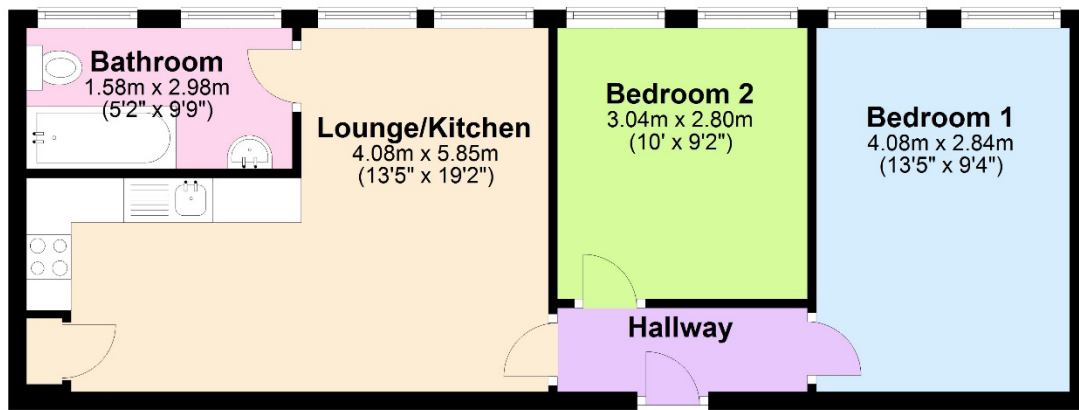 Bathroom
1.58m x 2.98m
(5'2" x 9'9")
Lounge/Kitchen
4.08m x 5.85m
(13'5" x 19'2")
Bedroom 2
3.04m x 2.80m
(10' x 9'2")
Bedroom 1
4.08m x 2.84m
(13'5" x 9'4")
Hallway